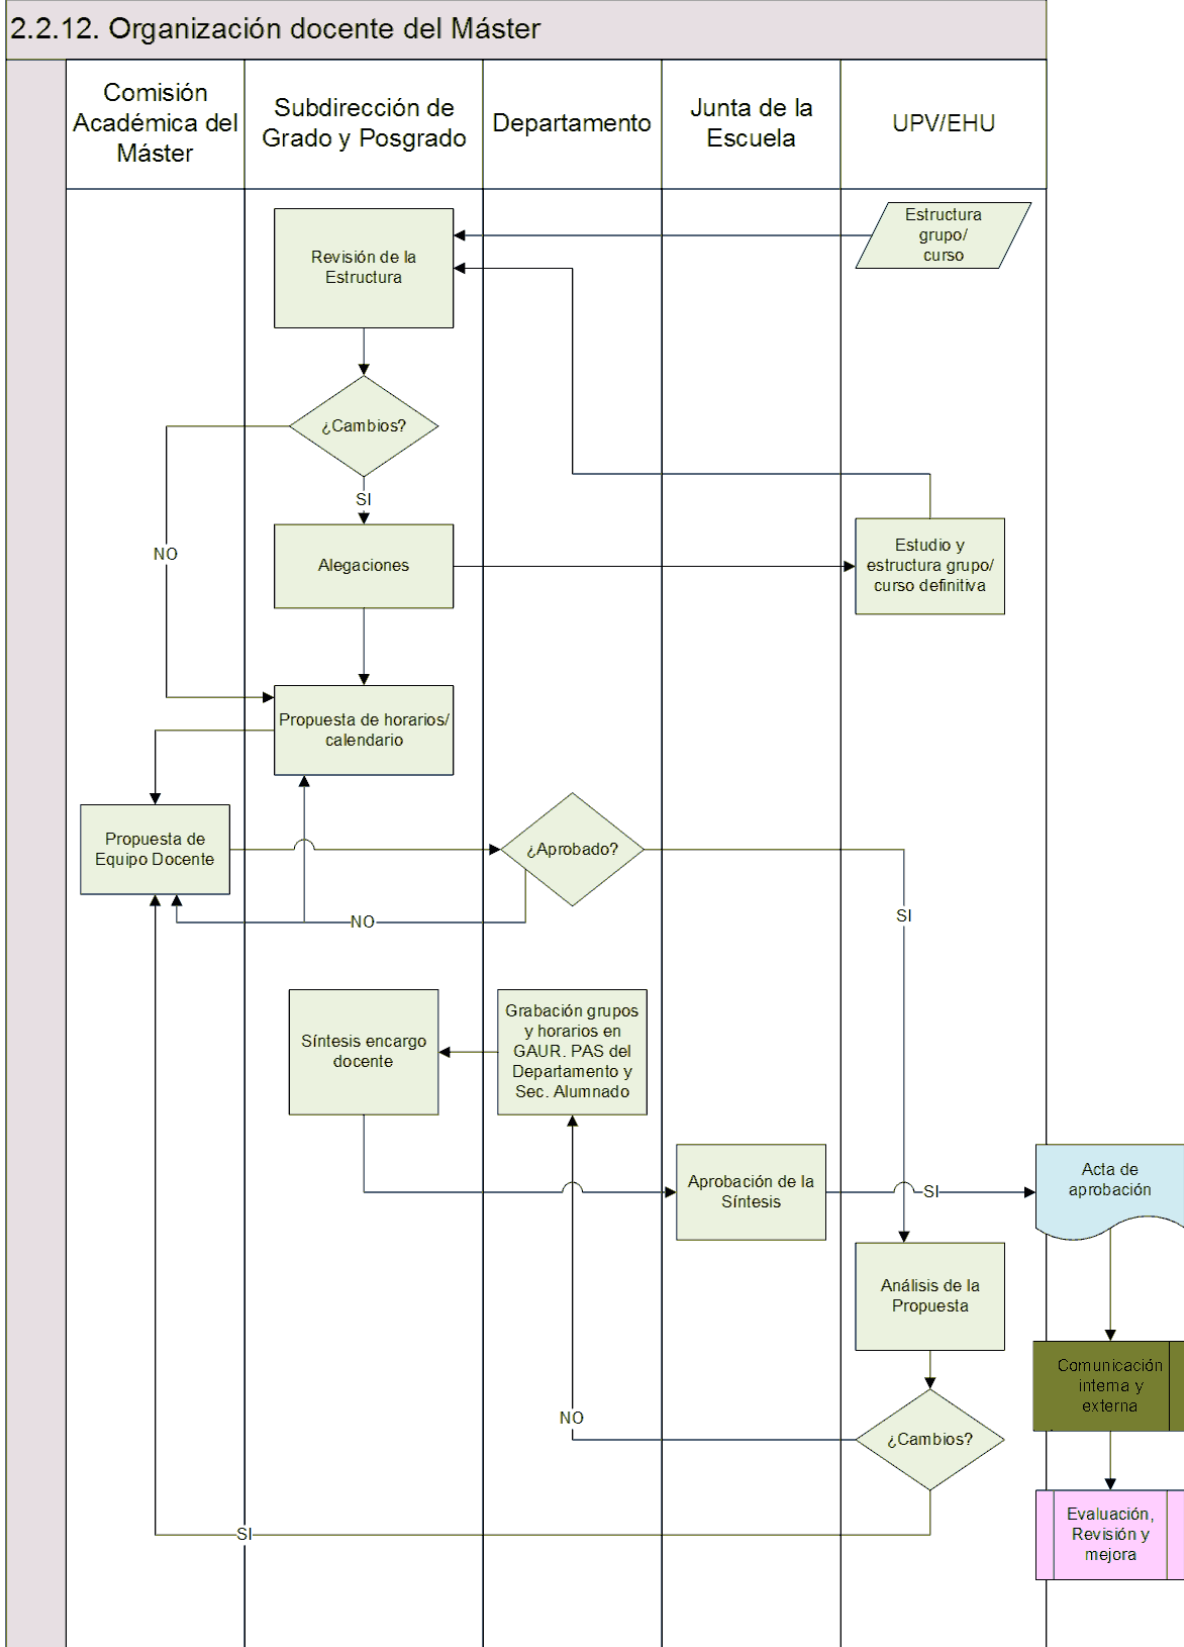 2.2.12. Organización docente del Máster
Comisión
Académica del
Máster
Subdirección de
Grado y Posgrado
Departamento
Junta de la
Escuela
UPV/EHU
Estructura
grupo/
curso
Revisión de la
Estructura
¿Cambios?
SI
NO
Alegaciones
Estudio y
estructura grupo/
curso definitiva
Propuesta de horarios/
calendario
Propuesta de
Equipo Docente
¿Aprobado?
NO
SI
Síntesis encargo
docente
Grabación grupos
y horarios en
GAUR. PAS del
Departamento y
Sec. Alumnado
Aprobación de la
Síntesis
SI
Acta de
aprobación
Análisis de la
Propuesta
Comunicación
interna y
externa
NO
¿Cambios?
SI
Evaluación,
Revisión y
mejora